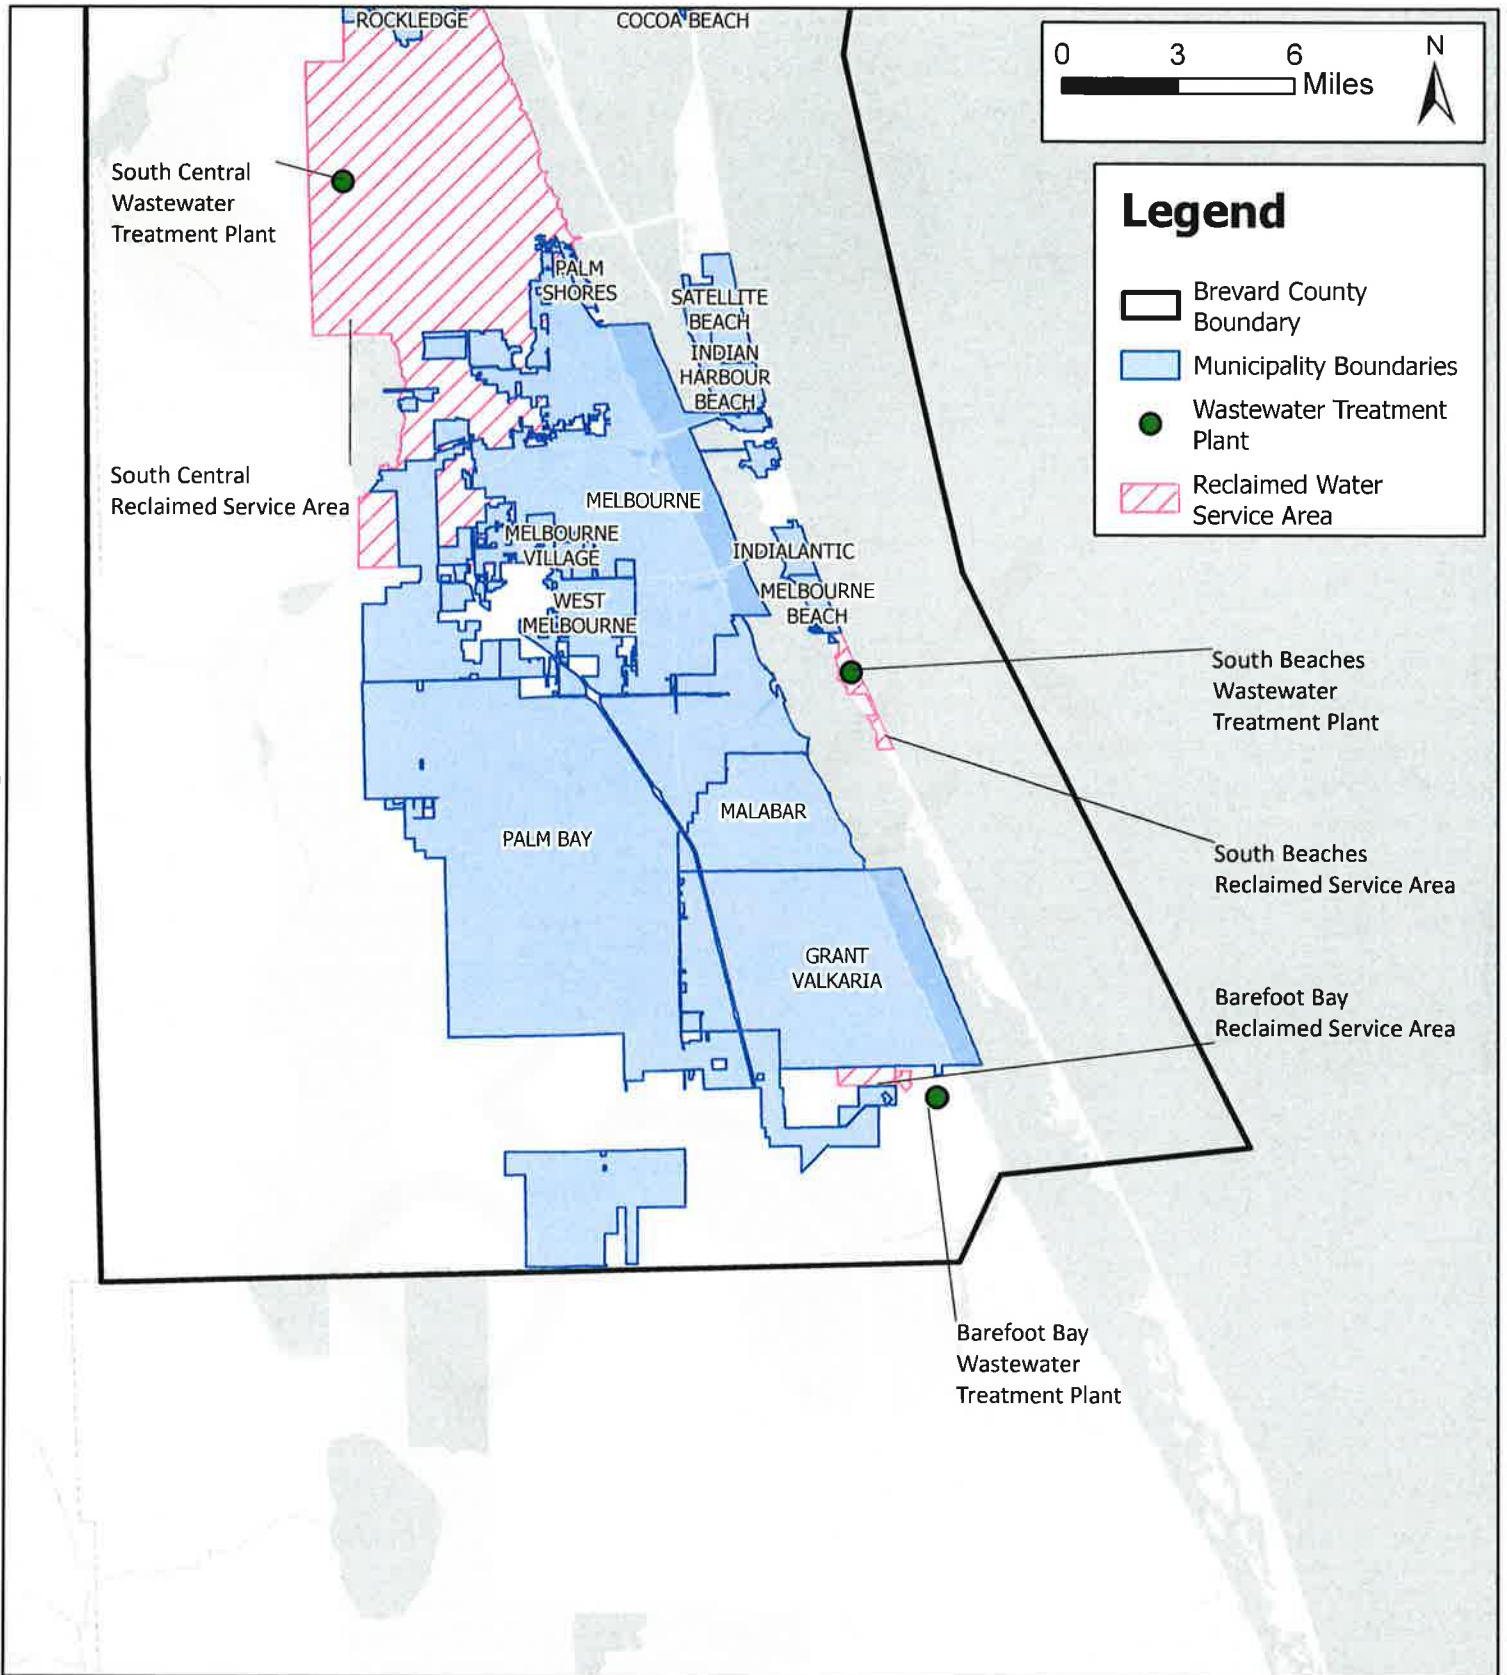 ROCKLEDGE
COCOA BEACH
0 3 6
Miles
N
South Central
Wastewater
Treatment Plant
Legend
Brevard County
Boundary
Municipality Boundaries
Wastewater Treatment
Plant
Reclaimed Water
Service Area
PALM
SHORES
SATELLITE
BEACH
INDIAN
HARBOUR
BEACH
South Central
Reclaimed Service Area
MELBOURNE
MELBOURNE
VILLAGE
INDIALANTIC
WEST
MELBOURNE
MELBOURNE
BEACH
South Beaches
Wastewater
Treatment Plant
MALABAR
PALM BAY
South Beaches
Reclaimed Service Area
GRANT
VALKARIA
Barefoot Bay
Reclaimed Service Area
Barefoot Bay
Wastewater
Treatment Plant